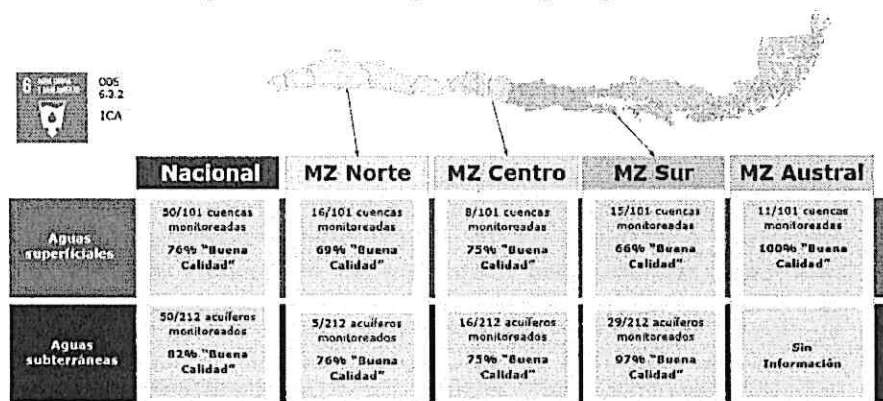 6
ODS
6.3.2
ICA
Nacional
MZ Norte
MZ Centro
MZ Sur
MZ Austral
Aguas
superficiales
50/101 cuencas
monitoreadas
76% "Buena
Calidad"
16/101 cuencas
monitoreadas
69% "Buena
Calidad"
8/101 cuencas
monitoreadas
75% "Buena
Calidad"
15/101 cuencas
monitoreadas
66% "Buena
Calidad"
11/101 cuencas
monitoreadas
100% "Buena
Calidad"
Aguas
subterráneas
50/212 acuíferos
monitoreados
82% "Buena
Calidad"
5/212 acuíferos
monitoreados
76% "Buena
Calidad"
16/212 acuíferos
monitoreados
75% "Buena
Calidad"
29/212 acuíferos
monitoreados
97% "Buena
Calidad"
Sin
Información